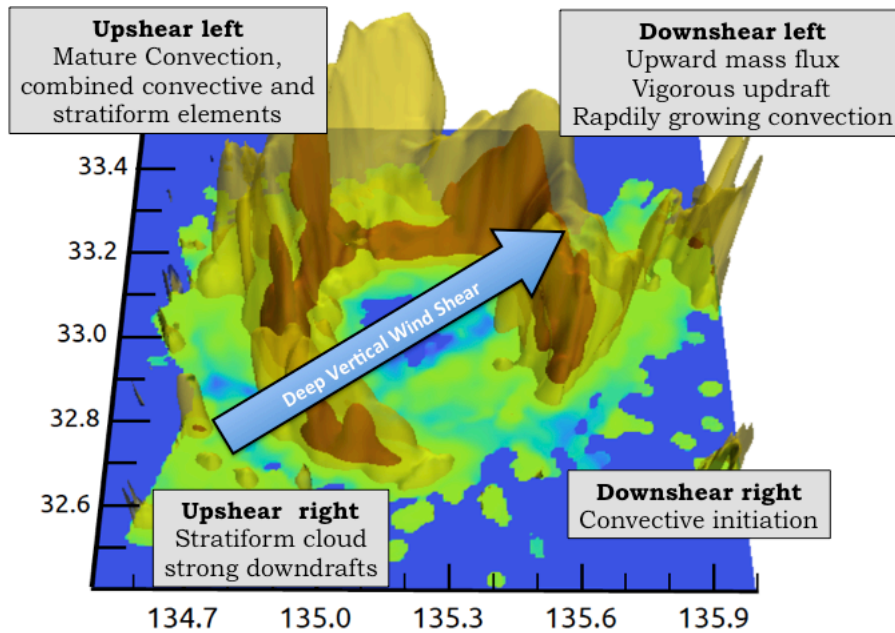 Upshear left
Mature Convection,
combined convective and
stratiform elements
Downshear left
Upward mass flux
Vigorous updraft
Rapdily growing convection
33.4
33.2
33.0
32.8
32.6
Deep Vertical Wind Shear
Upshear right
Stratiform cloud
strong downdrafts
Downshear right
Convective initiation
134.7 135.0 135.3 135.6 135.9